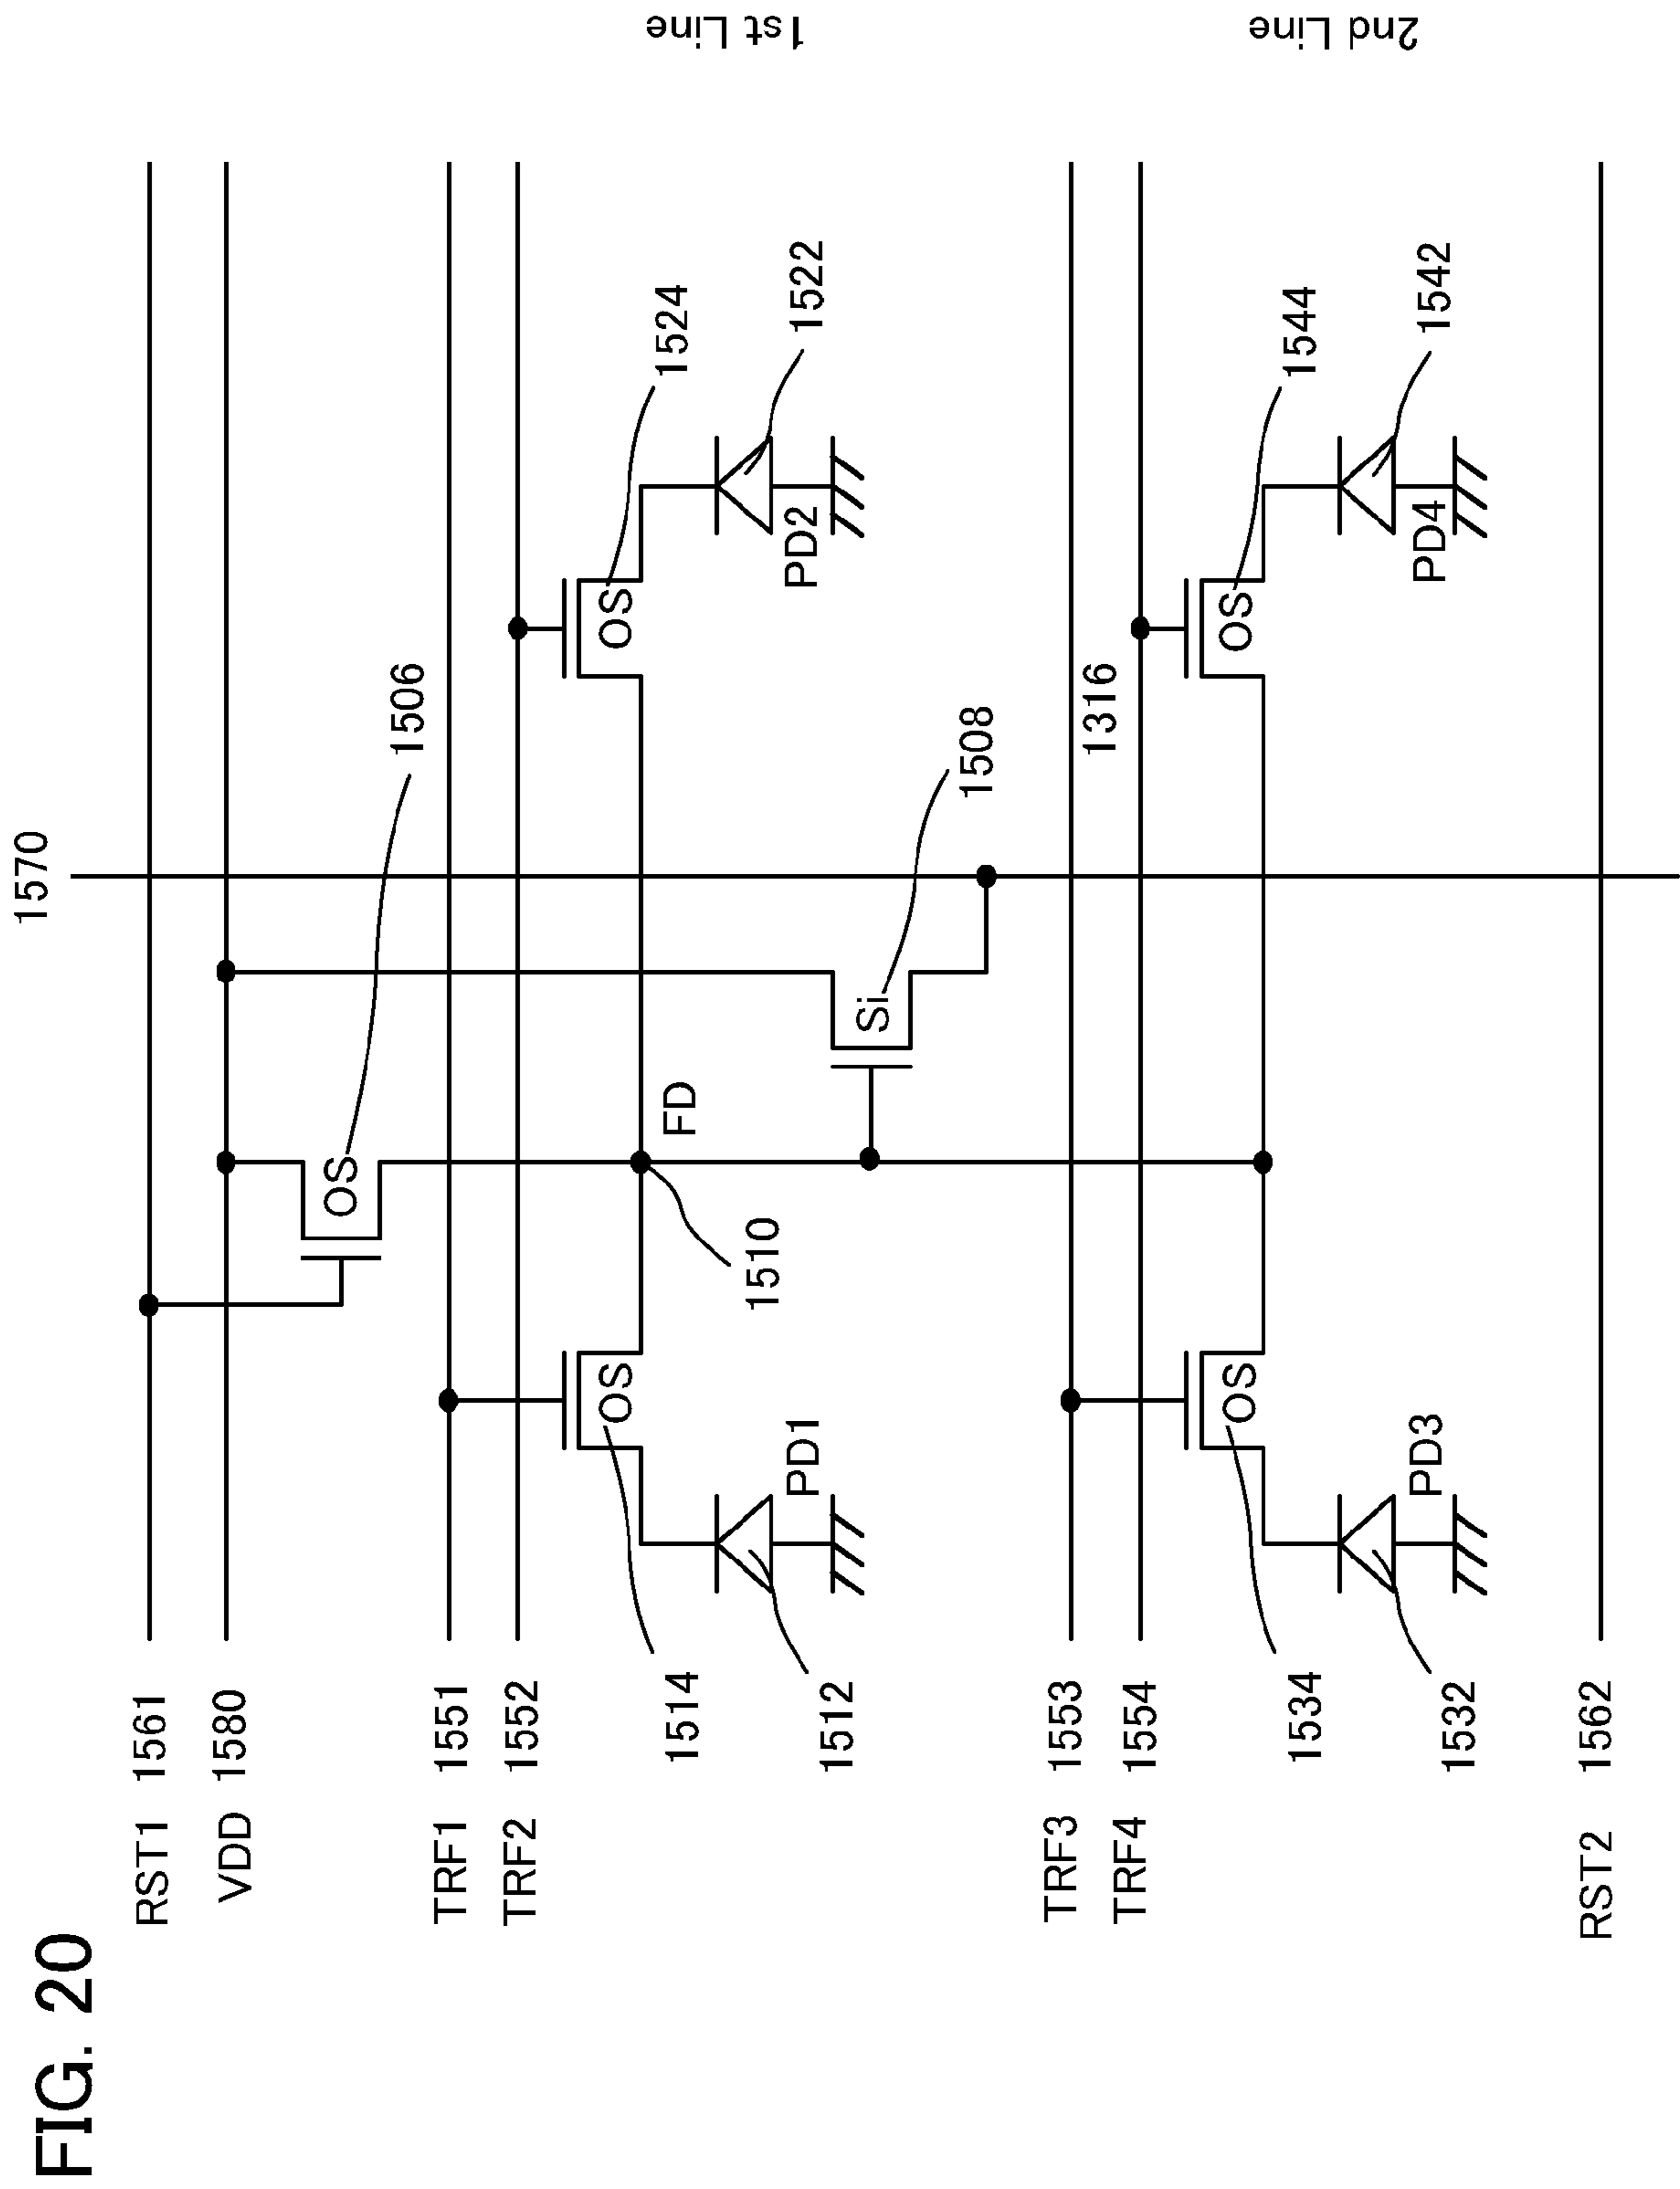 FIG. 20
1570
RST1 1561
VDD 1580
OS
1506
TRF1 1551
TRF2 1552
1st Line
OS
1514
PD1
1512
FD
1510
OS
1524
PD2
1522
Si
1508
1316
TRF3 1553
TRF4 1554
2nd Line
OS
1534
PD3
1532
OS
1544
PD4
1542
RST2 1562